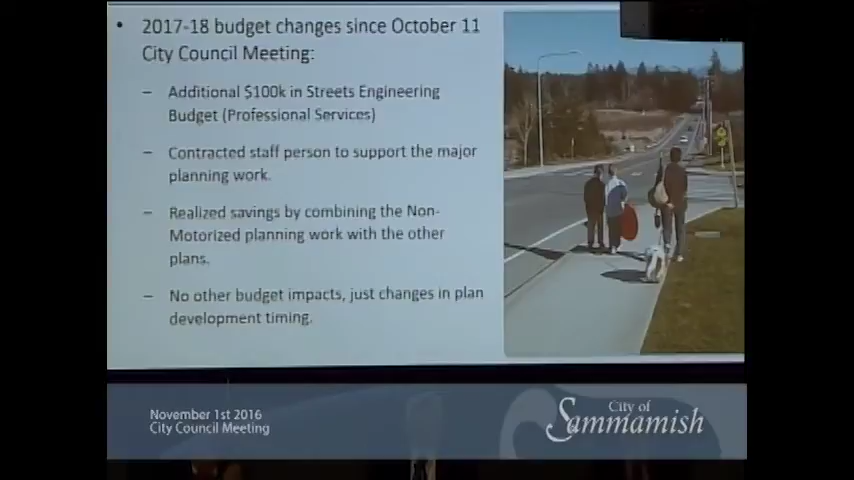 • 2017-18 budget changes since October 11
City Council Meeting:
– Additional $100k in Streets Engineering
Budget (Professional Services)
– Contracted staff person to support the major
planning work.
– Realized savings by combining the Non-
Motorized planning work with the other
plans.
– No other budget impacts, just changes in plan
development timing.
November 1st 2016
City Council Meeting
City of
Sammamish